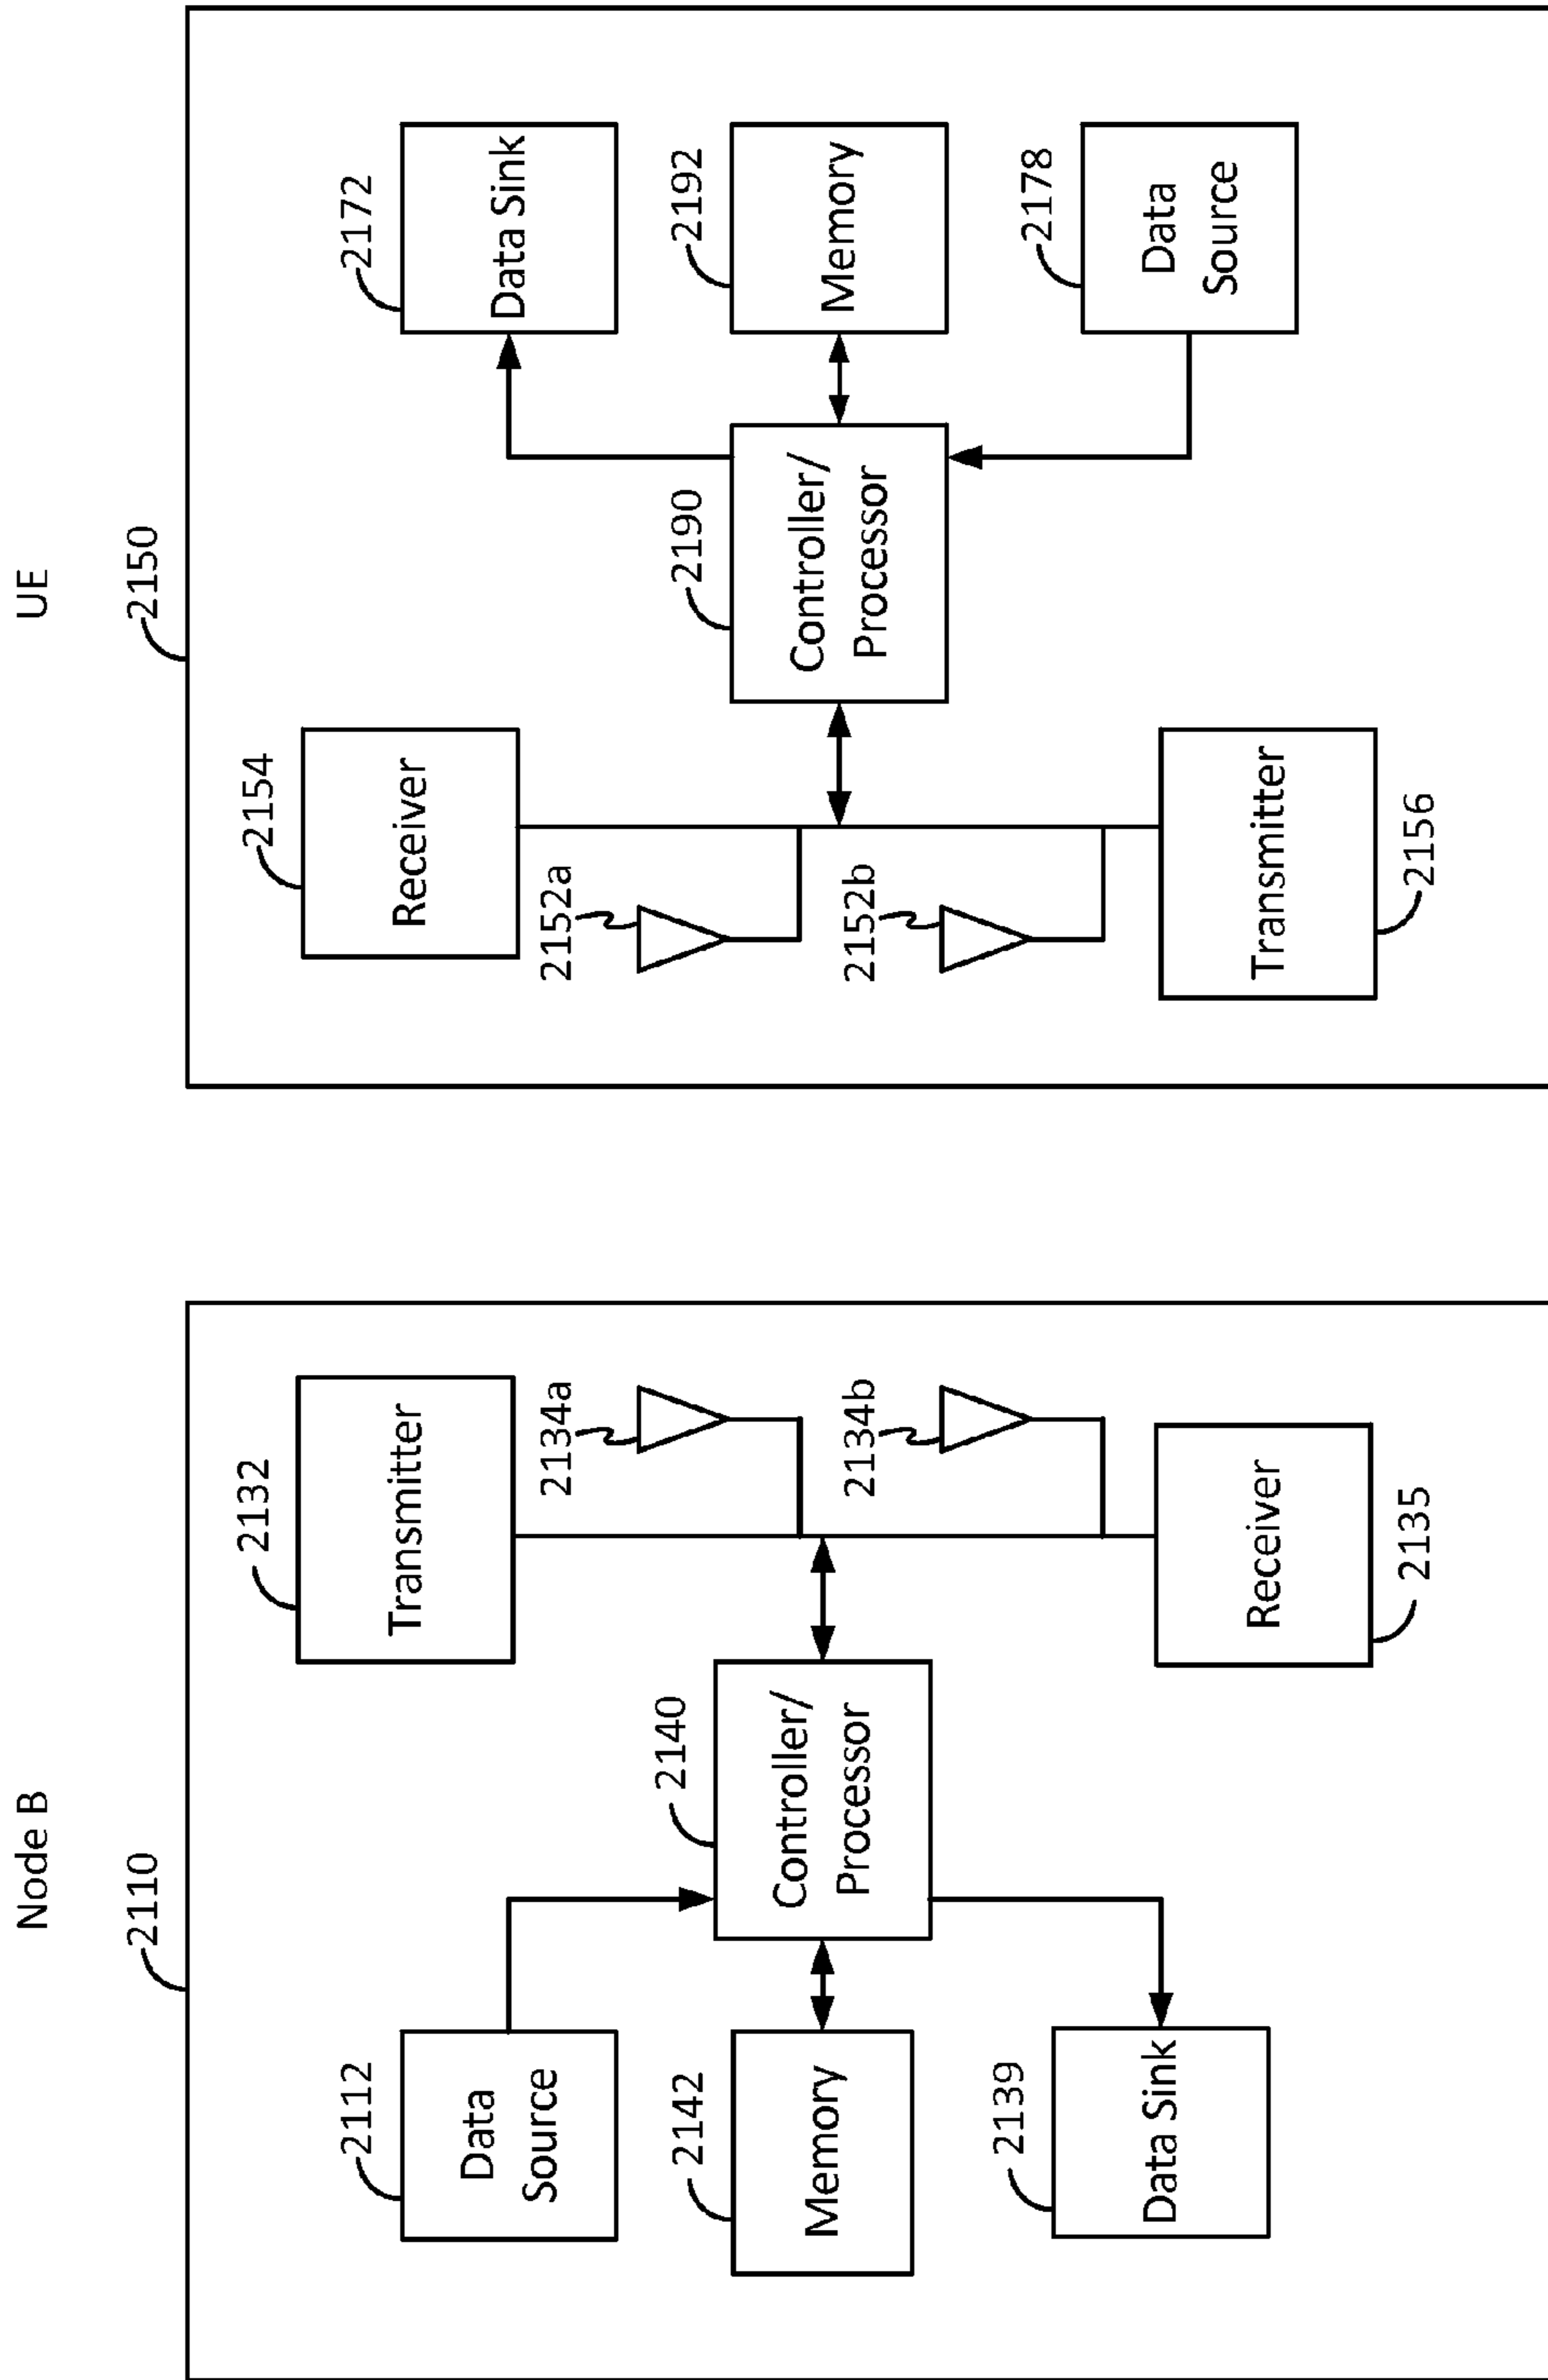 Node B
2110
2112
Data
Source
2142
Memory
2139
Data Sink
2140
Controller/
Processor
2132
Transmitter
2134a
2134b
Receiver
2135
UE
2150
2154
Receiver
2152a
2152b
Transmitter
2156
2190
Controller/
Processor
2172
Data Sink
2192
Memory
2178
Data
Source